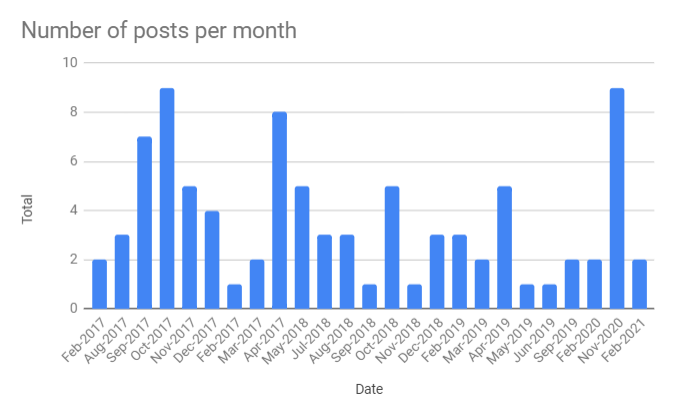 Number of posts per month
Total
10
8
6
4
2
0
Feb-2017
Aug-2017
Sep-2017
Oct-2017
Nov-2017
Dec-2017
Feb-2017
Mar-2017
Apr-2017
May-2018
Jul-2018
Aug-2018
Sep-2018
Oct-2018
Nov-2018
Dec-2018
Feb-2019
Mar-2019
Apr-2019
May-2019
Jun-2019
Sep-2019
Feb-2020
Nov-2020
Feb-2021
Date